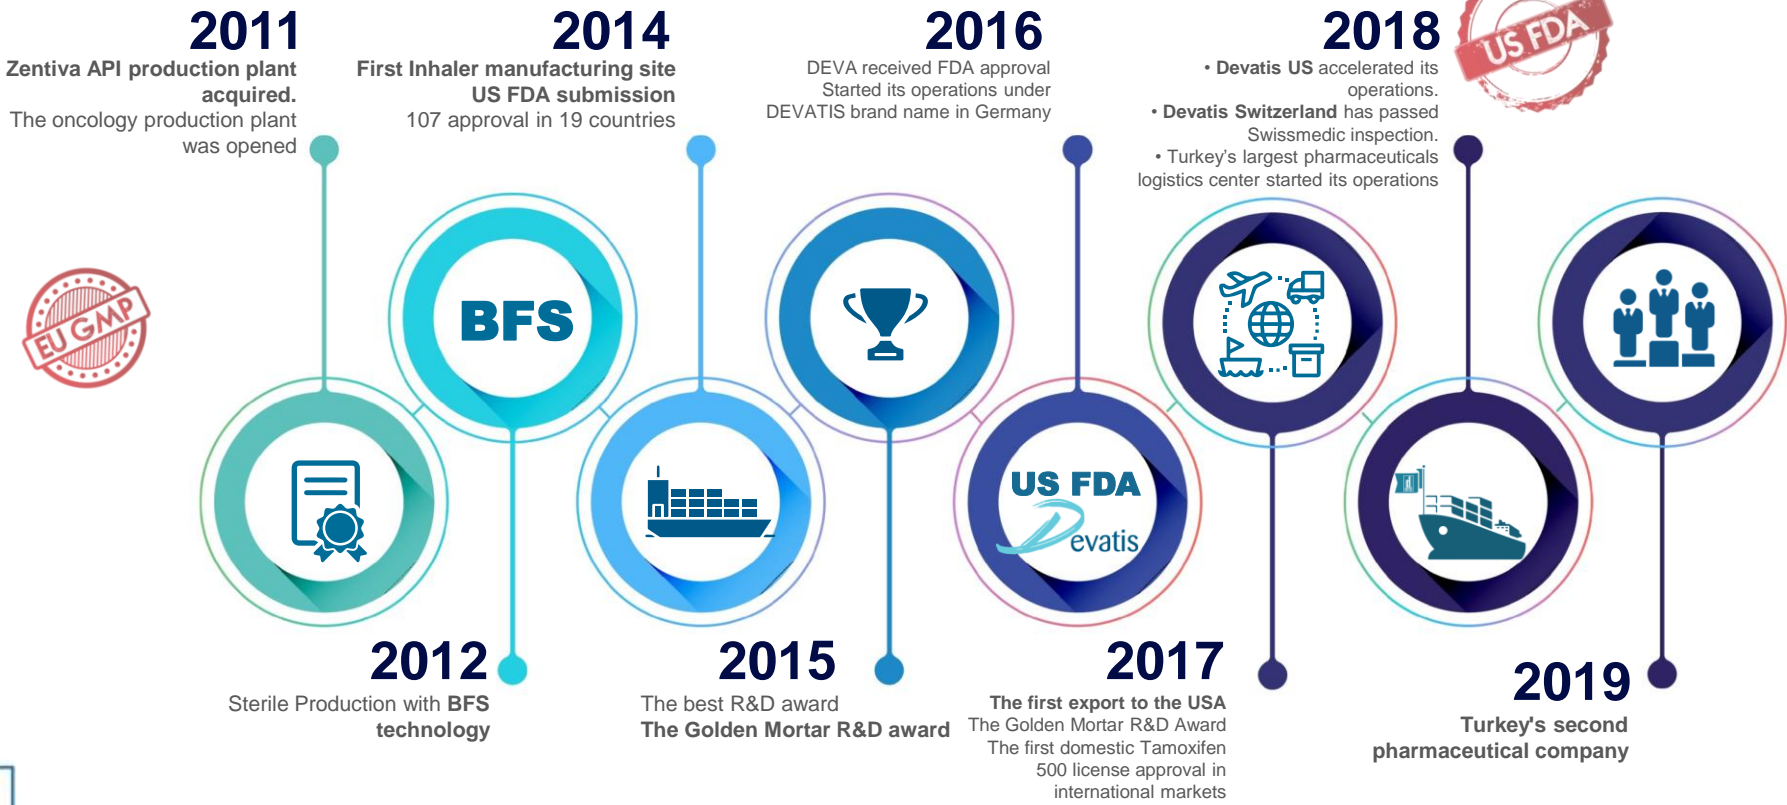 2011
Zentiva API production plant
acquired.
The oncology production plant
was opened
2014
First Inhaler manufacturing site
US FDA submission
107 approval in 19 countries
2016
DEVA received FDA approval
Started its operations under
DEVATIS brand name in Germany
2018
• Devatis US accelerated its
operations.
• Devatis Switzerland has passed
Swissmedic inspection.
• Turkey's largest pharmaceuticals
logistics center started its operations
US FDA
EU GMP
BFS
US FDA
Devatis
2012
Sterile Production with BFS
technology
2015
The best R&D award
The Golden Mortar R&D award
2017
The first export to the USA
The Golden Mortar R&D Award
The first domestic Tamoxifen
500 license approval in
international markets
2019
Turkey's second
pharmaceutical company